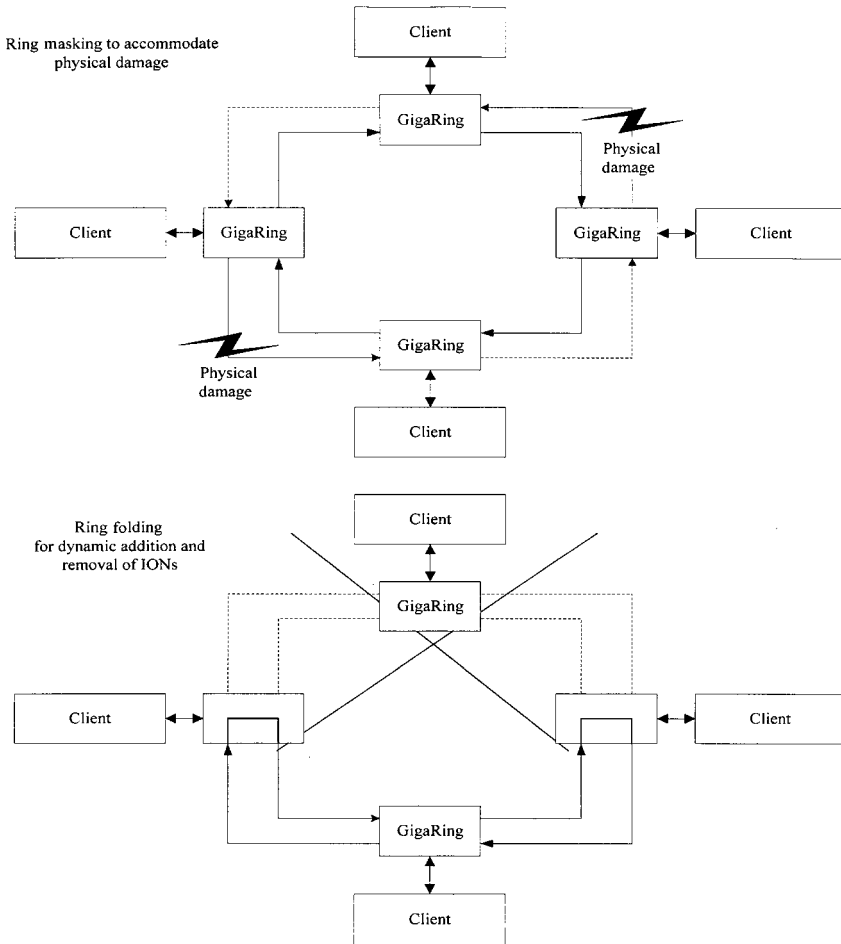 Ring masking to accommodate
physical damage
Client
GigaRing
Physical
damage
Client
GigaRing
GigaRing
Client
GigaRing
Physical
damage
Client
Ring folding
for dynamic addition and
removal of IONs
Client
GigaRing
Client
Client
GigaRing
Client